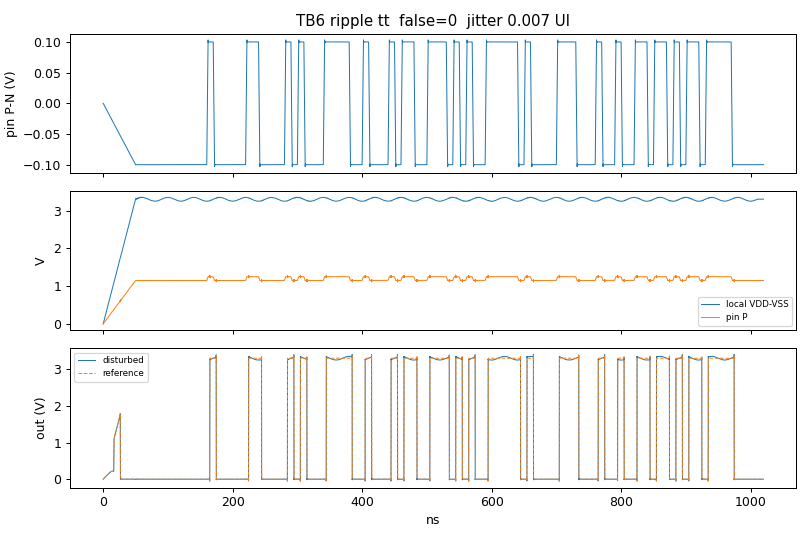 TB6 ripple tt false=0 jitter 0.007 UI
pin P-N (V)
0.10
0.05
0.00
−0.05
−0.10
V
3
2
1
0
local VDD-VSS
pin P
out (V)
3
2
1
0
disturbed
reference
0 200 400 600 800 1000
ns